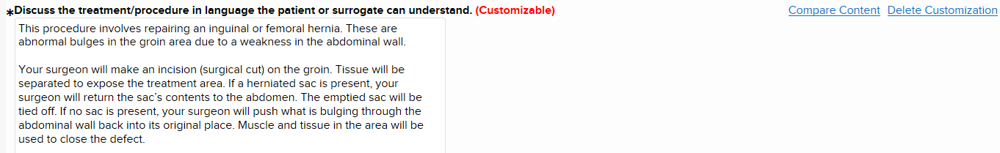 *Discuss the treatment/procedure in language the patient or surrogate can understand. (Customizable) Compare Content Delete Customization
This procedure involves repairing an inguinal or femoral hernia. These are
abnormal bulges in the groin area due to a weakness in the abdominal wall.
Your surgeon will make an incision (surgical cut) on the groin. Tissue will be
separated to expose the treatment area. If a herniated sac is present, your
surgeon will return the sac’s contents to the abdomen. The emptied sac will be
tied off. If no sac is present, your surgeon will push what is bulging through the
abdominal wall back into its original place. Muscle and tissue in the area will be
used to close the defect.